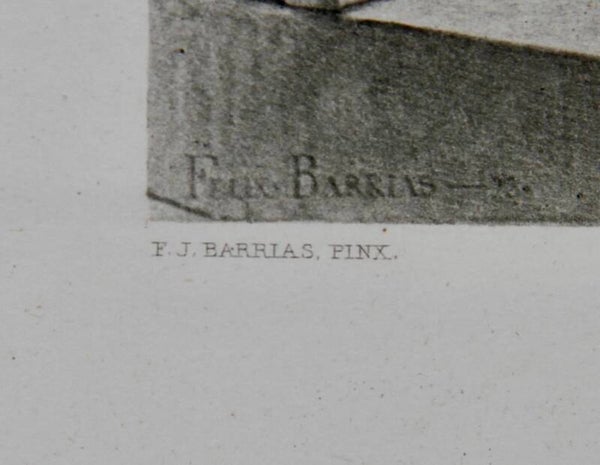 FELIX. BARRIAS
F. J. BARRIAS, PINX.